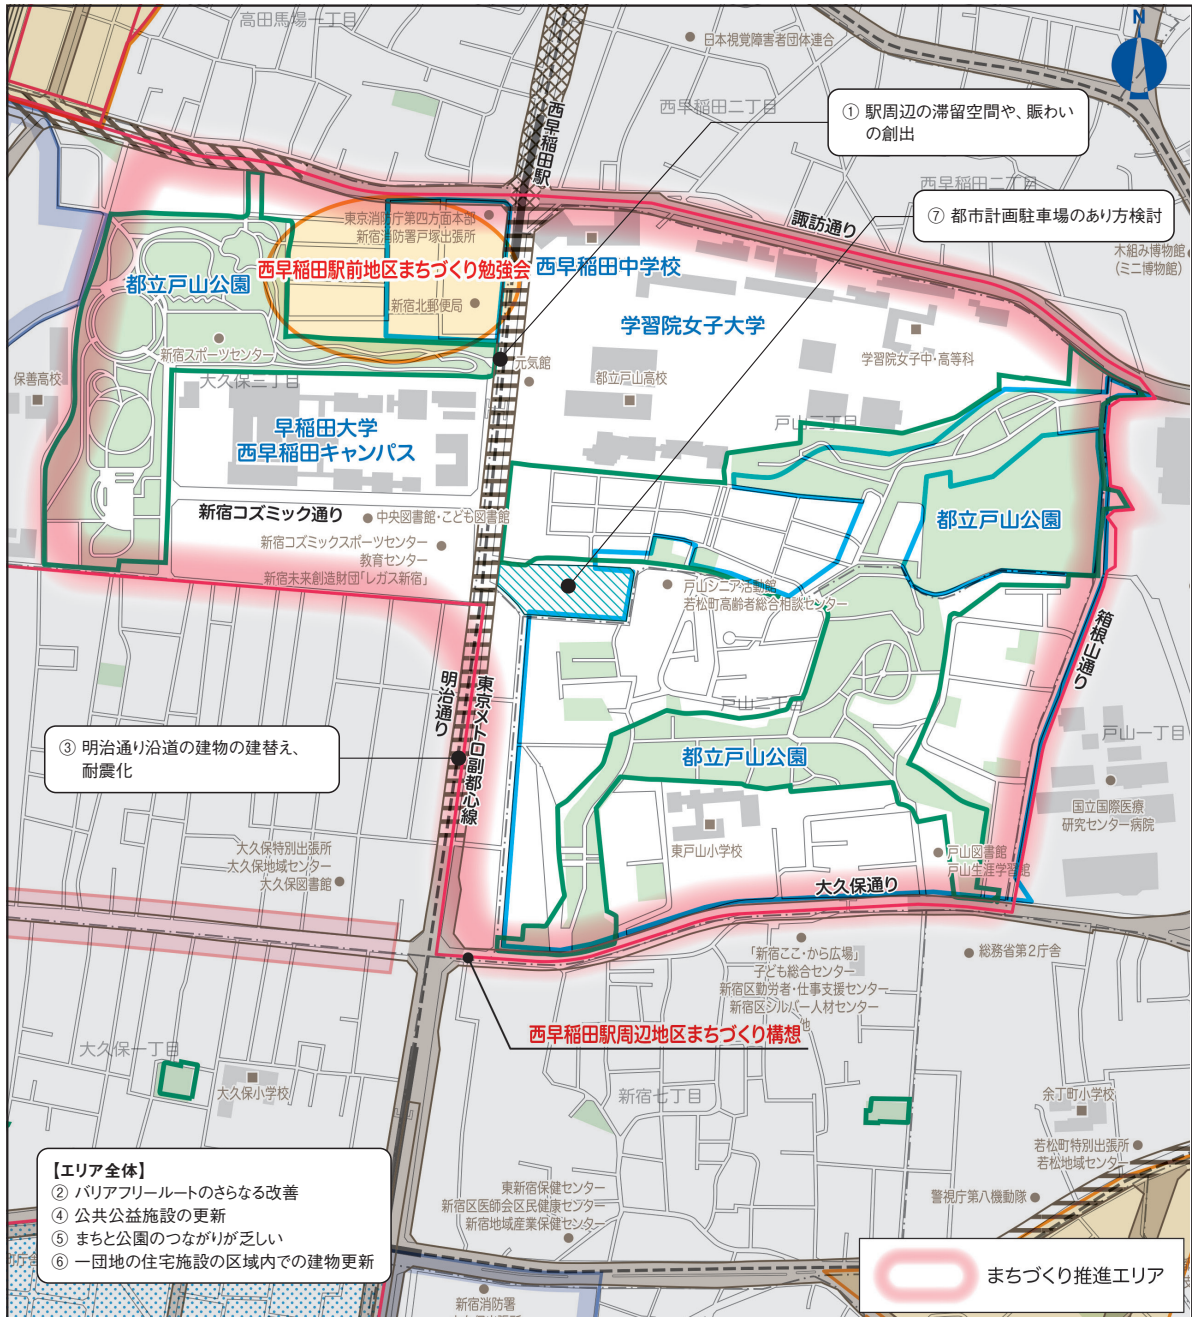 高田馬場一丁目
日本視覚障害者団体連合
N
西早稲田二丁目
① 駅周辺の滞留空間や、賑わい
の創出
西早稲田駅
西早稲田二丁目
⑦ 都市計画駐車場のあり方検討
諏訪通り
木組み博物館
(ミニ博物館)
東京消防庁第四方面本部
新宿消防署戸塚出張所
西早稲田駅前地区まちづくり勉強会
西早稲田中学校
都立戸山公園
新宿北郵便局
学習院女子大学
学習院女子中・高等科
新宿スポーツセンター
元気館
保善高校
大久保三丁目
都立戸山高校
戸山三丁目
早稲田大学
西早稲田キャンパス
新宿コズミック通り
中央図書館・こども図書館
都立戸山公園
新宿コズミックスポーツセンター
教育センター
新宿未来創造財団「レガス新宿」
戸山シニア活動館
若松町高齢者総合相談センター
箱根山通り
明治通り
東京メトロ副都心線
戸山二丁目
戸山一丁目
③ 明治通り沿道の建物の建替え、
耐震化
都立戸山公園
国立国際医療
研究センター病院
大久保特別出張所
大久保地域センター
大久保図書館
東戸山小学校
戸山図書館
戸山生涯学習館
大久保通り
「新宿ここ・から広場」
子ども総合センター
新宿区勤労者・仕事支援センター
新宿区シルバー人材センター
他
総務省第2庁舎
西早稲田駅周辺地区まちづくり構想
大久保一丁目
大久保小学校
新宿七丁目
余丁町小学校
若松町特別出張所
若松地域センター
【エリア全体】
② バリアフリールートのさらなる改善
④ 公共公益施設の更新
⑤ まちと公園のつながりが乏しい
⑥ 一団地の住宅施設の区域内での建物更新
東新宿保健センター
新宿区医師会区民健康センター
新宿地域産業保健センター
警視庁第八機動隊
まちづくり推進エリア
新宿消防署